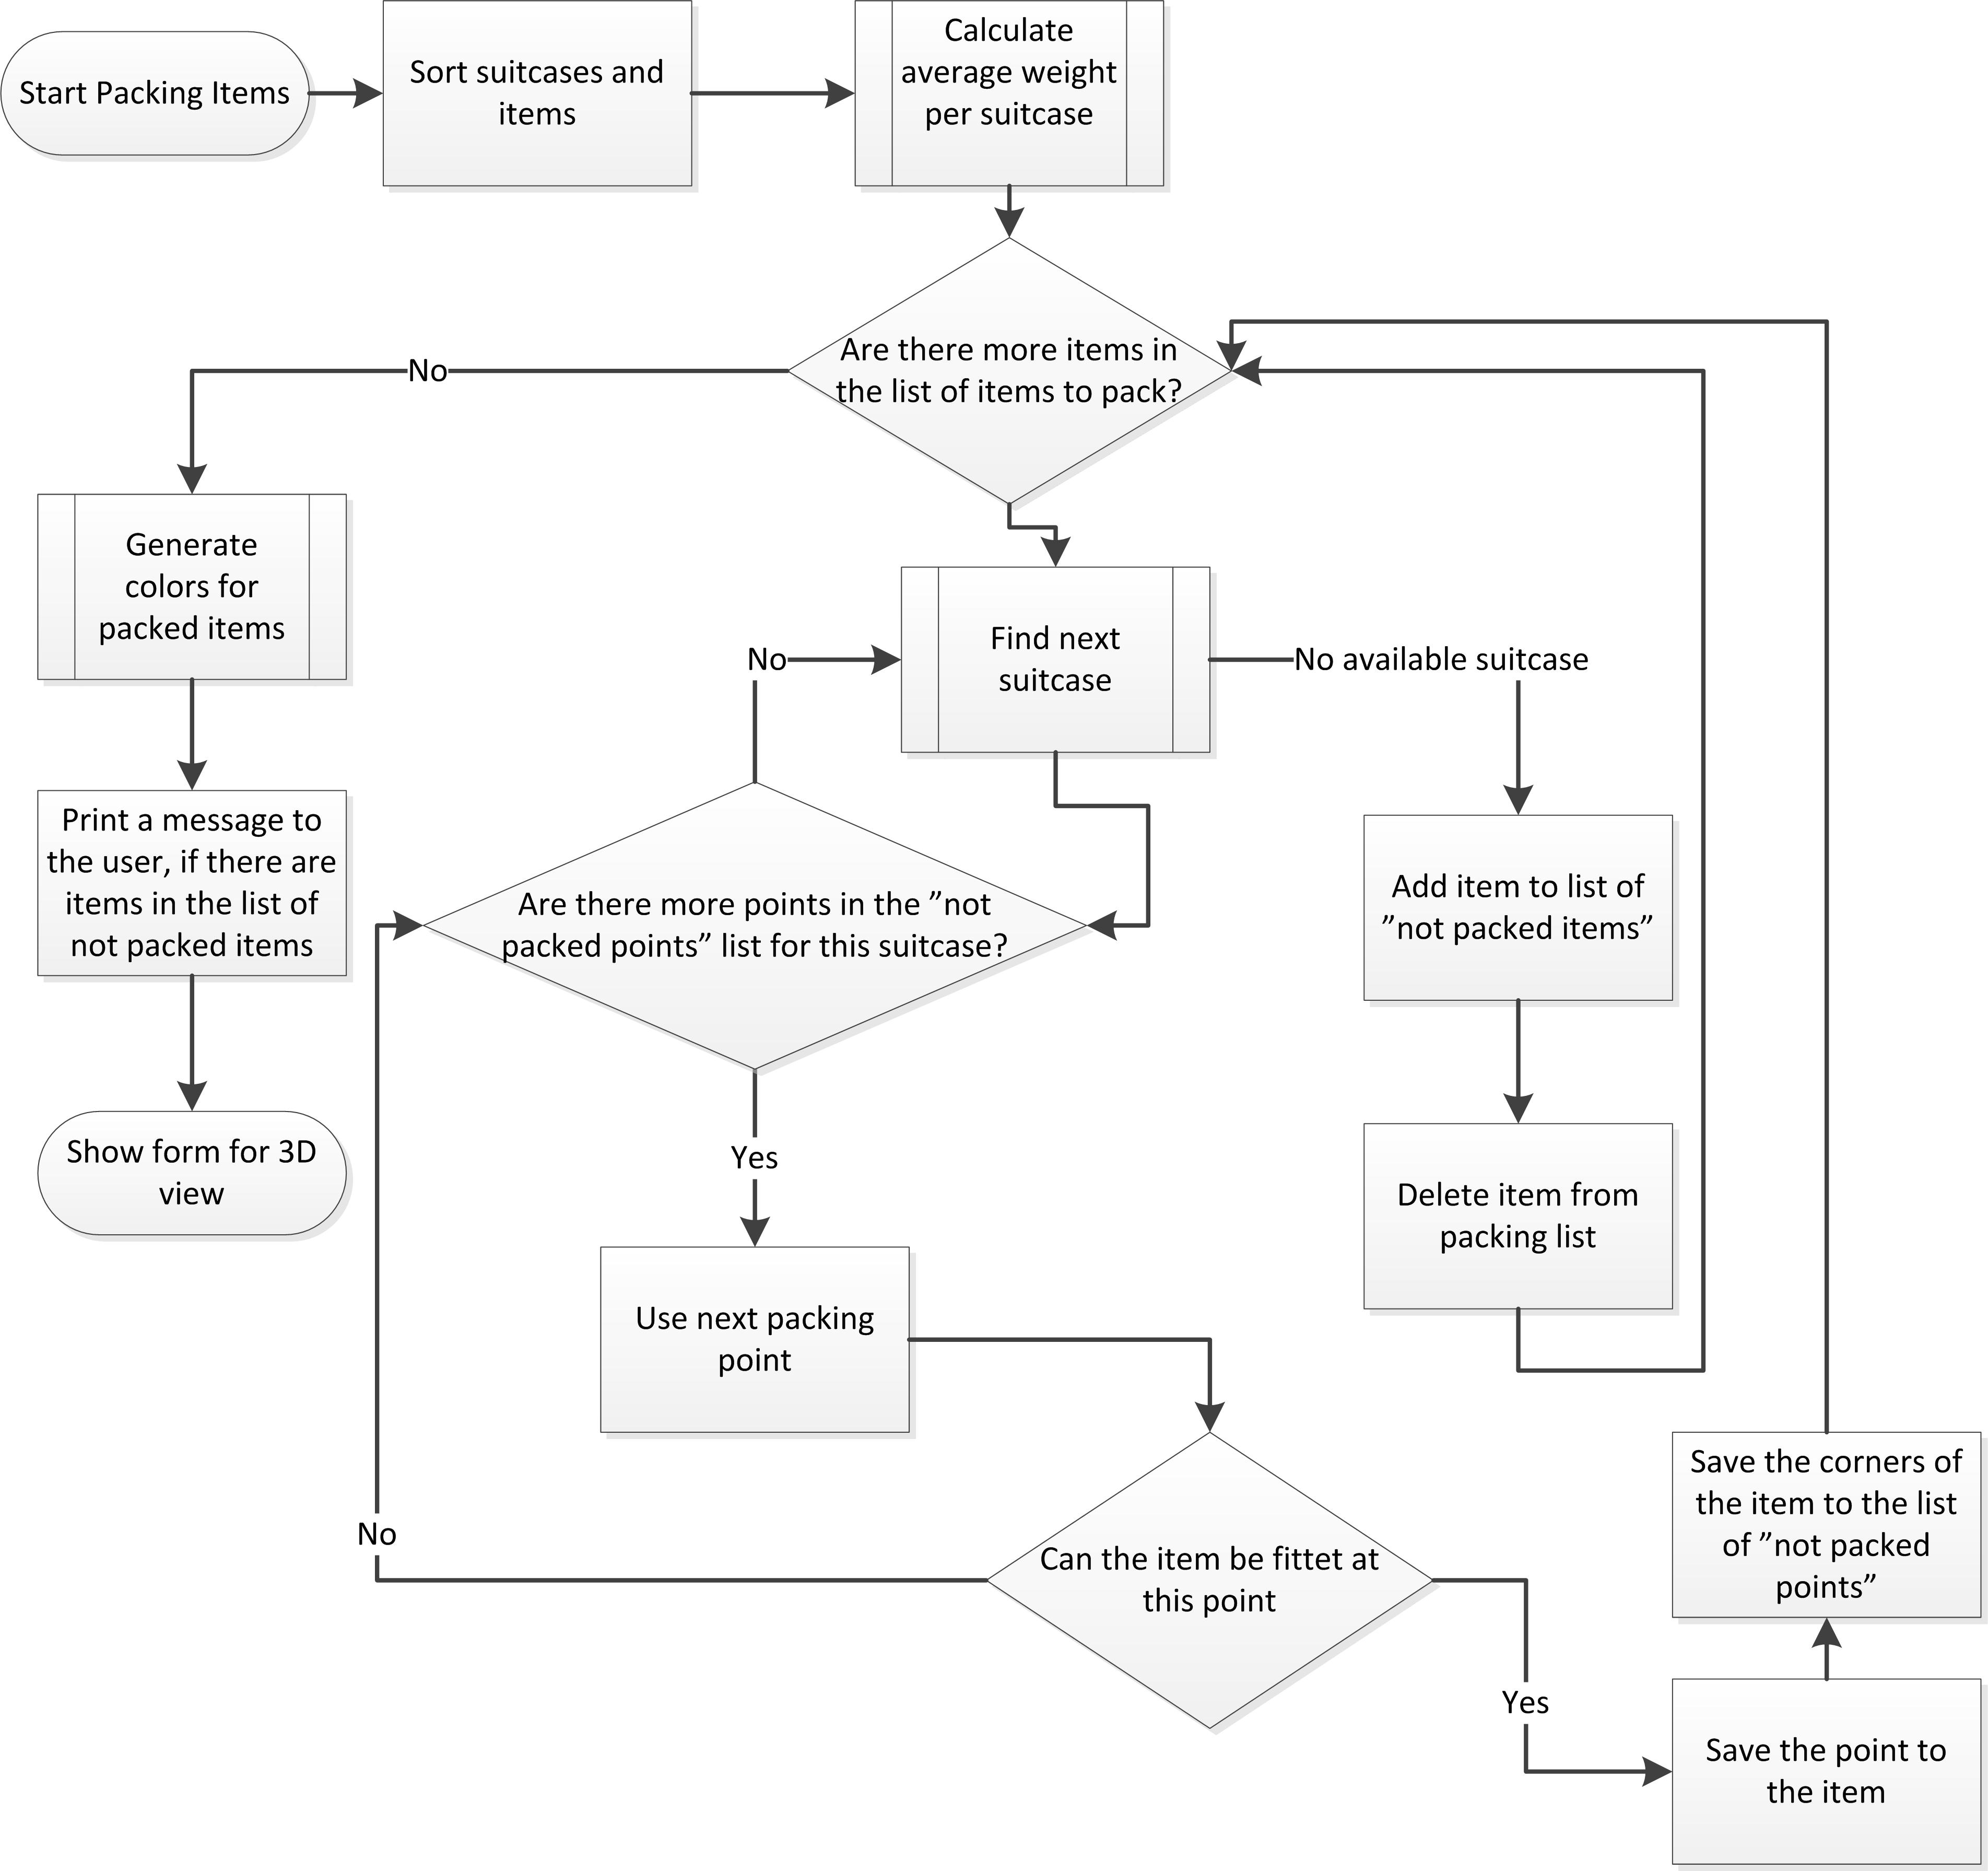 Start Packing Items
Sort suitcases and
items
Calculate
average weight
per suitcase
Are there more items in
the list of items to pack?
No
Generate
colors for
packed items
Find next
suitcase
No
No available suitcase
Print a message to
the user, if there are
items in the list of
not packed items
Are there more points in the ”not
packed points” list for this suitcase?
Add item to list of
”not packed items”
Show form for 3D
view
Yes
Delete item from
packing list
Use next packing
point
No
Can the item be fittet at
this point
Save the corners of
the item to the list
of ”not packed
points”
Yes
Save the point to
the item